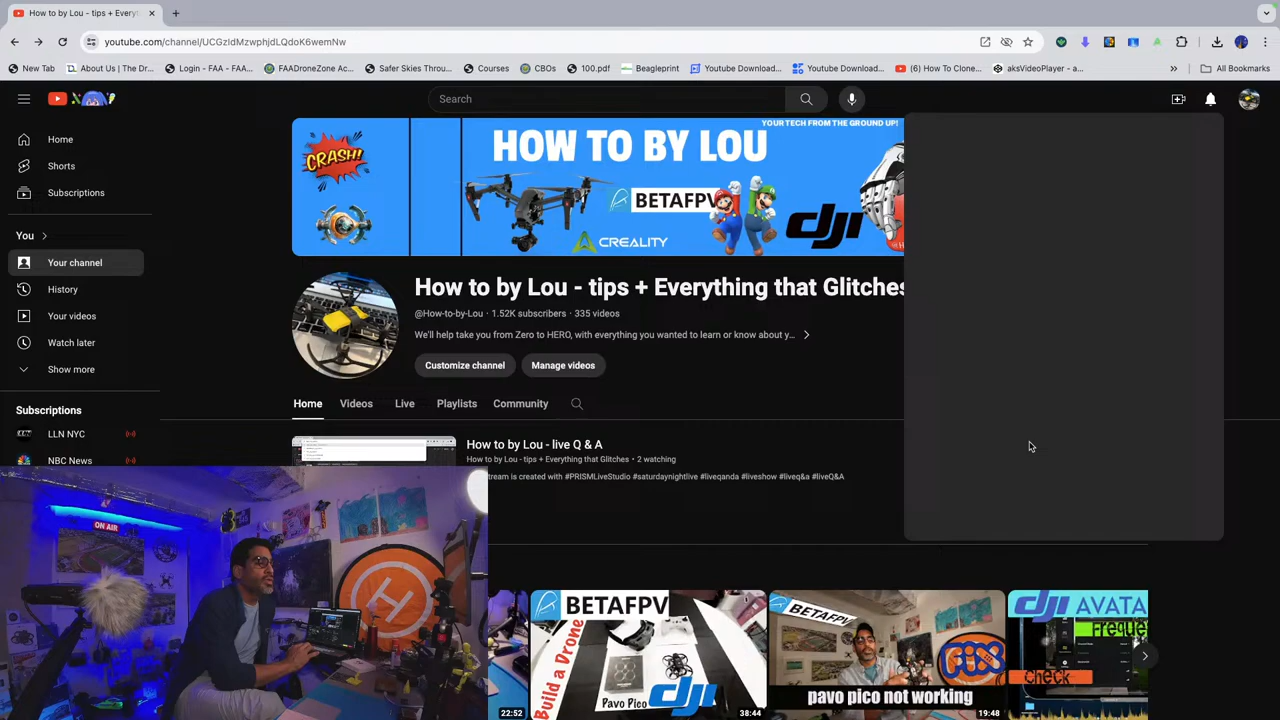 How to by Lou - tips + Everyt
youtube.com/channel/UCGzIdMzwphjdLQdoK6wemNw
New Tab
About Us | The Dr...
Login - FAA - FAA...
FAADroneZone Ac...
Safer Skies Throu...
Courses
CBOs
100.pdf
Beagleprint
Youtube Download...
Youtube Download...
(6) How To Clone...
aksVideoPlayer - a...
»
All Bookmarks
Search
Home
Shorts
Subscriptions
You
Your channel
History
Your videos
Watch later
Show more
Subscriptions
LLN NYC
NBC News
YOUR TECH FROM THE GROUND UP!
CRASH!
HOW TO BY LOU
BETAFPV
CREALITY
dji
How to by Lou - tips + Everything that Glitches
@How-to-by-Lou • 1.52K subscribers • 335 videos
We'll help take you from Zero to HERO, with everything you wanted to learn or know about y...
Customize channel
Manage videos
Home
Videos
Live
Playlists
Community
How to by Lou - live Q & A
How to by Lou - tips + Everything that Glitches • 2 watching
tream is created with #PRISMLiveStudio #saturdaynightlive #liveqanda #liveshow #liveq&a #liveQ&A
ON AIR
H
22:52
BETAFPV
Build a Drone
Pavo Pico
dji
38:44
BETAFPV
FIX
pavo pico not working
19:48
dji AVATA
Freque
check